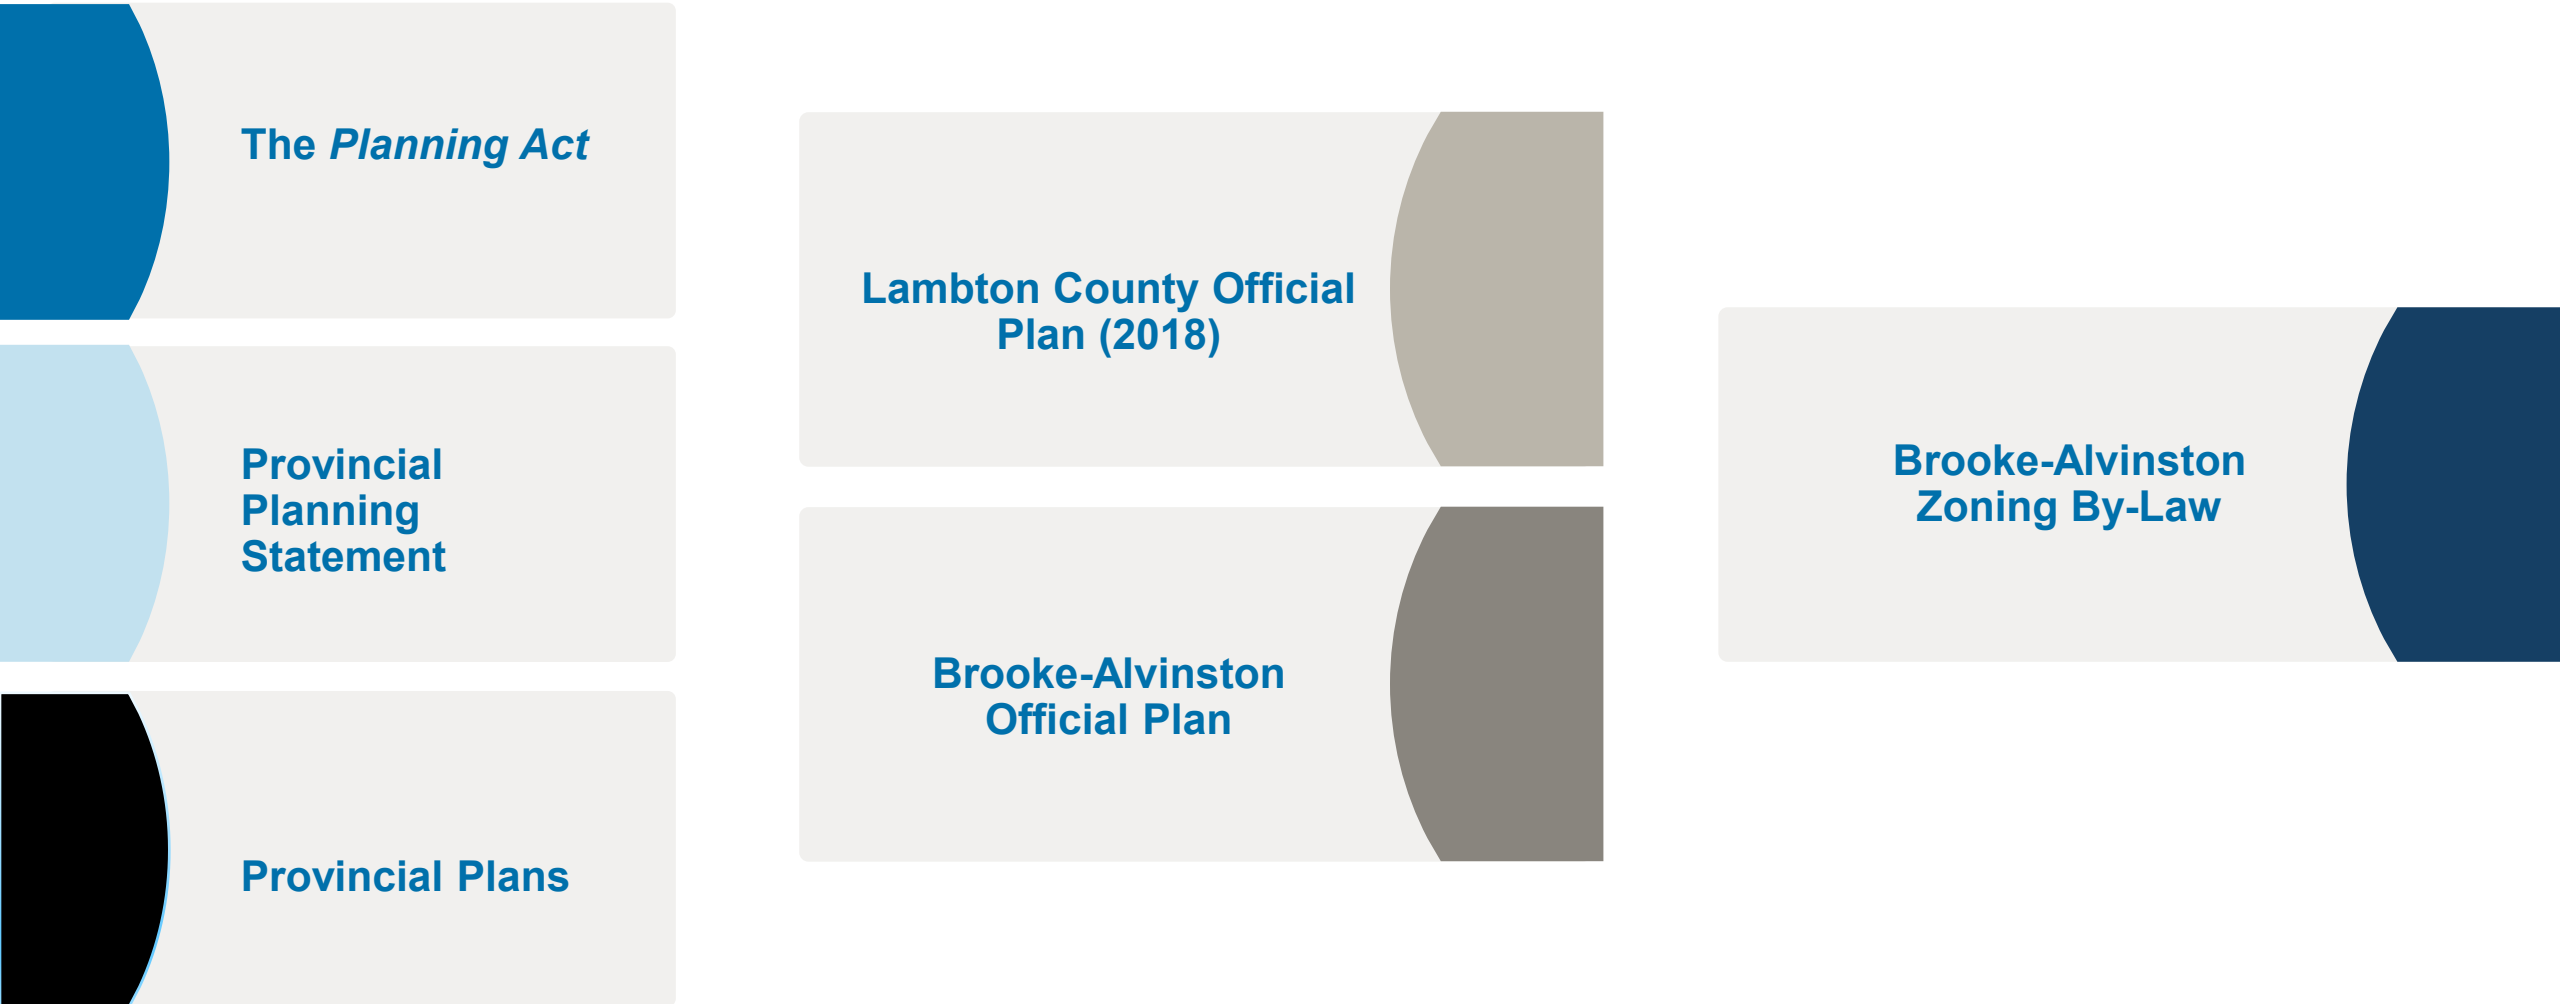 The Planning Act
Provincial
Planning
Statement
Provincial Plans
Lambton County Official
Plan (2018)
Brooke-Alvinston
Official Plan
Brooke-Alvinston
Zoning By-Law